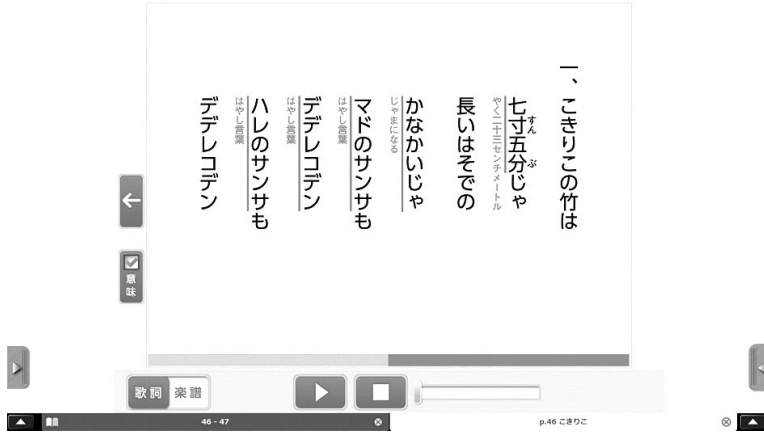 一、こきりこの竹は
七寸五分じゃ
すん
ぶ
やく二十三センチメートル
長いはそでの
かなかいじゃ
じゃまになる
マドのサンサも
はやし言葉
デデレコデン
はやし言葉
ハレのサンサも
はやし言葉
デデレコデン
意味
歌詞 楽譜
46 - 47
p.46 こきりこ